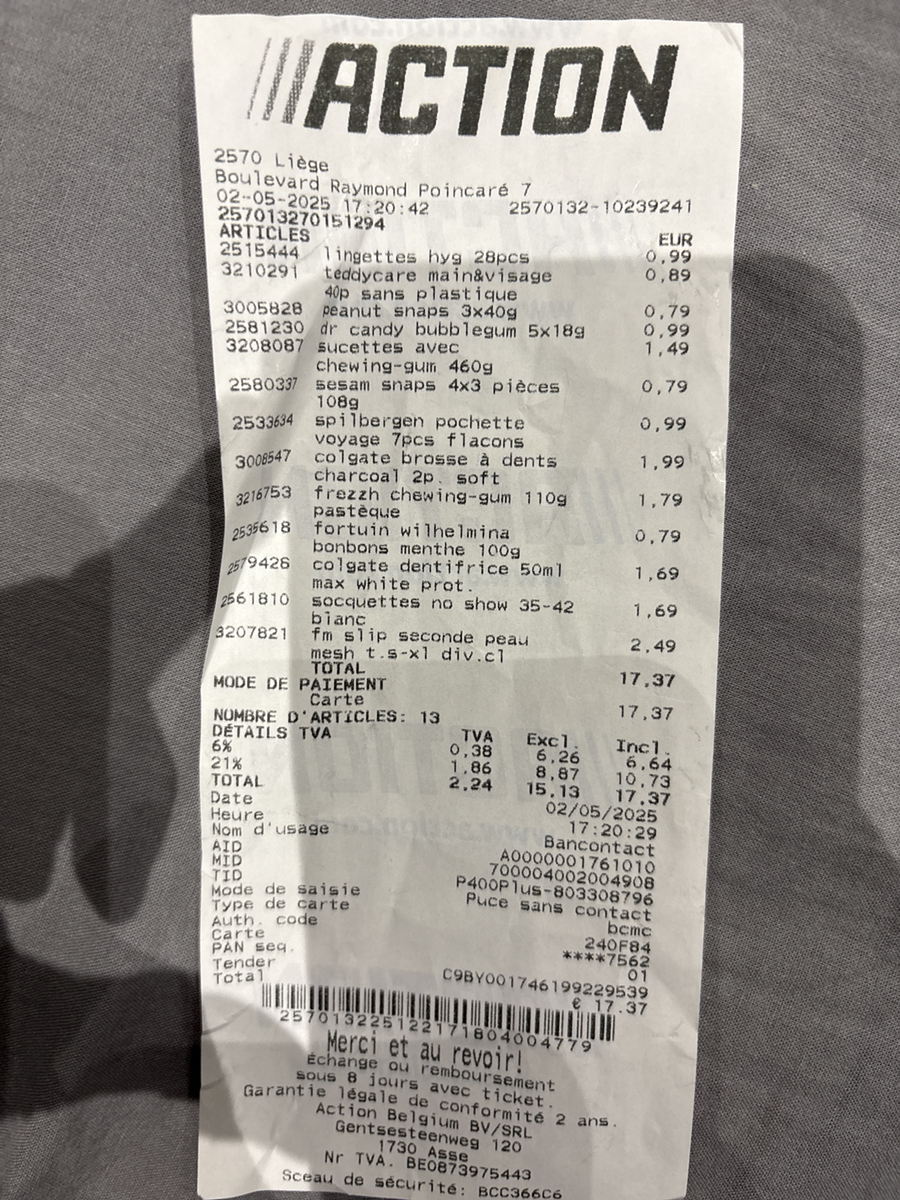 ACTION
2570 Liège
Boulevard Raymond Poincaré 7
02-05-2025 17:20:42 2570132-10239241
257013270151294
ARTICLES EUR
2515444 lingettes hyg 28pcs 0,99
3210291 teddycare main&visage 0,89
40p sans plastique
3005828 peanut snaps 3x40g 0,79
2581230 dr candy bubblegum 5x18g 0,99
3208087 sucettes avec 1,49
chewing-gum 460g
2580337 sesam snaps 4x3 pièces 0,79
108g
2533634 spilbergen pochette 0,99
voyage 7pcs flacons
3008547 colgate brosse à dents 1,99
charcoal 2p. soft
3216753 frezzh chewing-gum 110g 1,79
pastèque
2535618 fortuin wilhelmina 0,79
bonbons menthe 100g
2579426 colgate dentifrice 50ml 1,69
max white prot.
2561810 socquettes no show 35-42 1,69
blanc
3207821 fm slip seconde peau 2,49
mesh t.s-xl div.cl
TOTAL 17,37
MODE DE PAIEMENT
Carte 17,37
NOMBRE D'ARTICLES: 13
DÉTAILS TVA TVA Excl. Incl.
6% 0,38 6,26 6,64
21% 1,86 8,87 10,73
TOTAL 2,24 15,13 17,37
Date 02/05/2025
Heure 17:20:29
Nom d'usage Bancontact
AID A0000001761010
MID 700004002004908
TID P400Plus-803308796
Mode de saisie Puce sans contact
Type de carte bcmc
Auth. code 240F84
Carte ****7562
PAN seq. 01
Tender C9BY001746199229539
Total € 17.37
257013225122171804004779
Merci et au revoir!
Échange ou remboursement
sous 8 jours avec ticket.
Garantie légale de conformité 2 ans.
Action Belgium BV/SRL
Gentsesteenweg 120
1730 Asse
Nr TVA. BE0873975443
Sceau de sécurité: BCC366C6